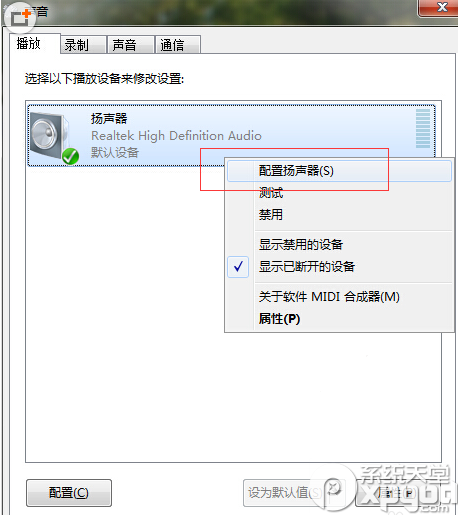 声音
播放 录制 声音 通信
选择以下播放设备来修改设置:
扬声器
Realtek High Definition Audio
默认设备
配置扬声器(S)
测试
禁用
显示禁用的设备
显示已断开的设备
关于软件 MIDI 合成器(M)
属性(P)
配置(C) 设为默认值(S) 属性(P)
系统天堂